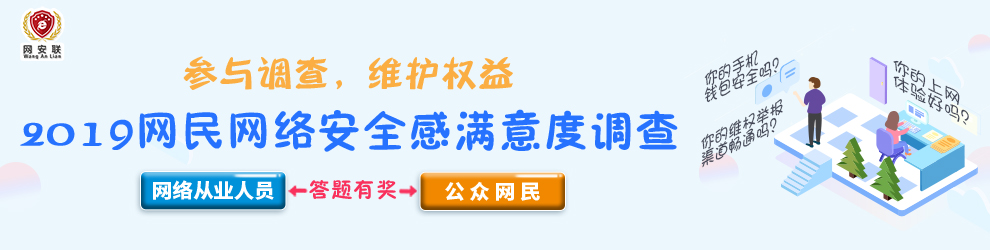 网安联
Wang An Lian
参与调查，维护权益
2019网民网络安全感满意度调查
网络从业人员
答题有奖
公众网民
你的手机
钱包安全吗？
你的上网
体验好吗？
你的维权举报
渠道畅通吗？